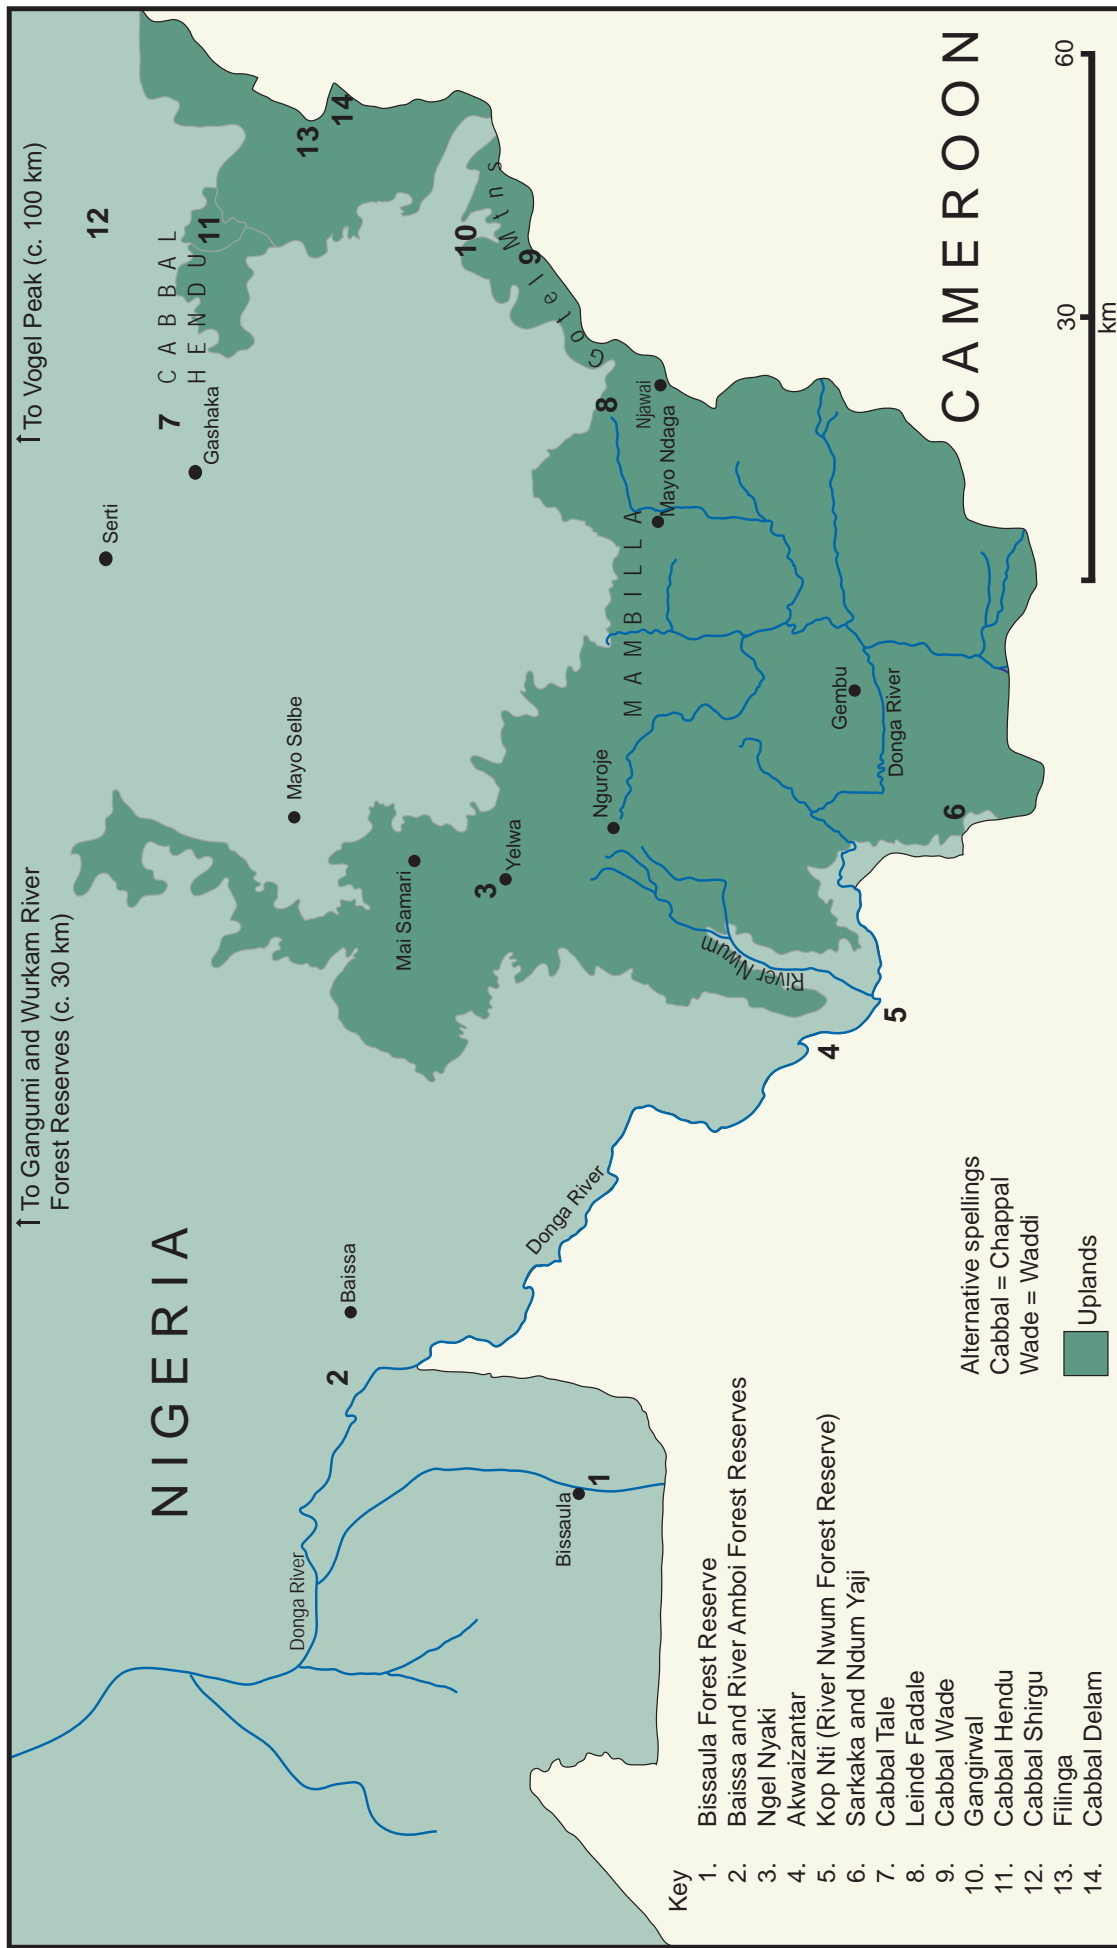 ↑To Gangumi and Wurkam River
Forest Reserves (c. 30 km)
↑To Vogel Peak (c. 100 km)
NIGERIA
12
CABBAL
HENDU
7
11
13
14
Serti
Gashaka
Mayo Selbe
Baissa
2
Donga River
Mai Samari
3
Yelwa
10
9
Gotel Mtns
8
Njawai
Mayo Ndaga
MAMBILLA
Nguroje
Bissaula
1
Donga River
River Nwum
4
5
Gembu
Donga River
6
CAMEROON
30
60
km
Key
1. Bissaula Forest Reserve
2. Baissa and River Amboi Forest Reserves
3. Ngel Nyaki
4. Akwaizantar
5. Kop Nti (River Nwum Forest Reserve)
6. Sarkaka and Ndum Yaji
7. Cabbal Tale
8. Leinde Fadale
9. Cabbal Wade
10. Gangirwal
11. Cabbal Hendu
12. Cabbal Shirgu
13. Filinga
14. Cabbal Delam
Alternative spellings
Cabbal = Chappal
Wade = Waddi
Uplands